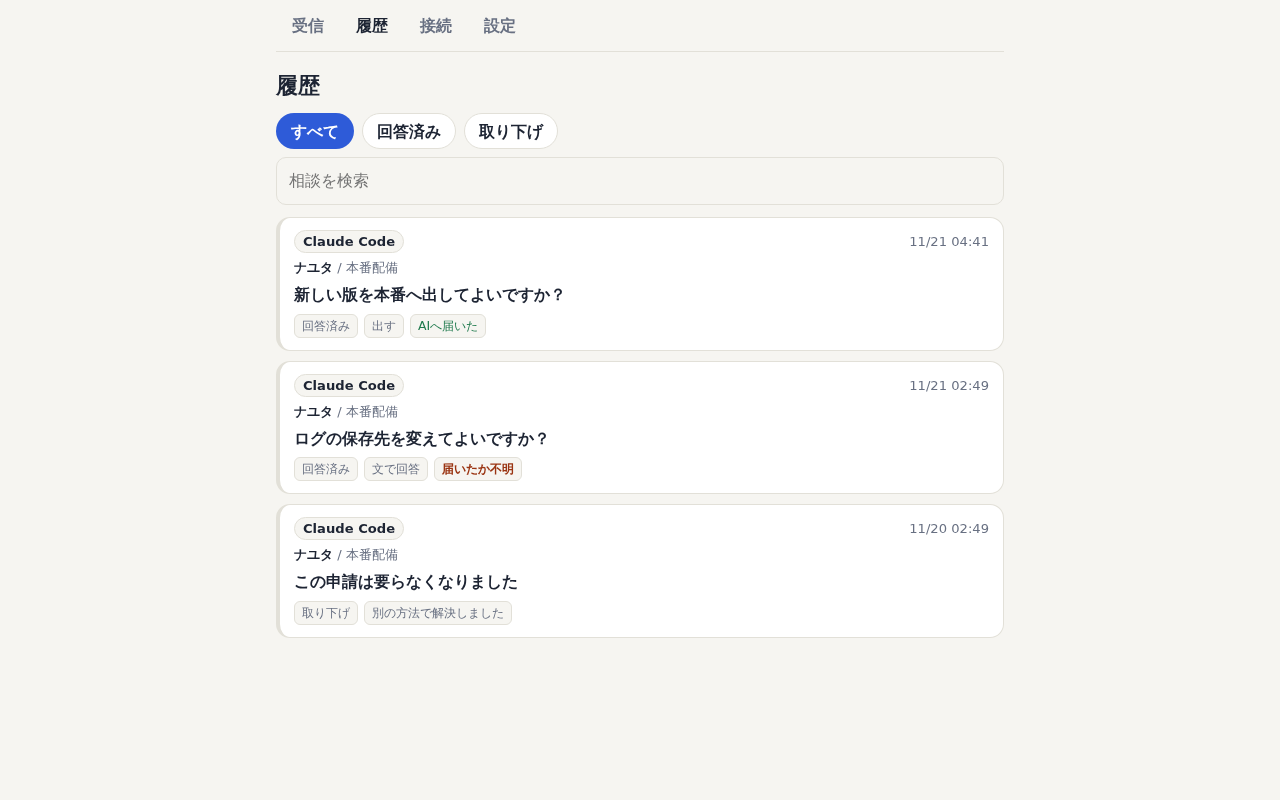 受信 履歴 接続 設定
履歴
すべて 回答済み 取り下げ
相談を検索
Claude Code 11/21 04:41
ナユタ / 本番配備
新しい版を本番へ出してよいですか？
回答済み 出す AIへ届いた
Claude Code 11/21 02:49
ナユタ / 本番配備
ログの保存先を変えてよいですか？
回答済み 文で回答 届いたか不明
Claude Code 11/20 02:49
ナユタ / 本番配備
この申請は要らなくなりました
取り下げ 別の方法で解決しました